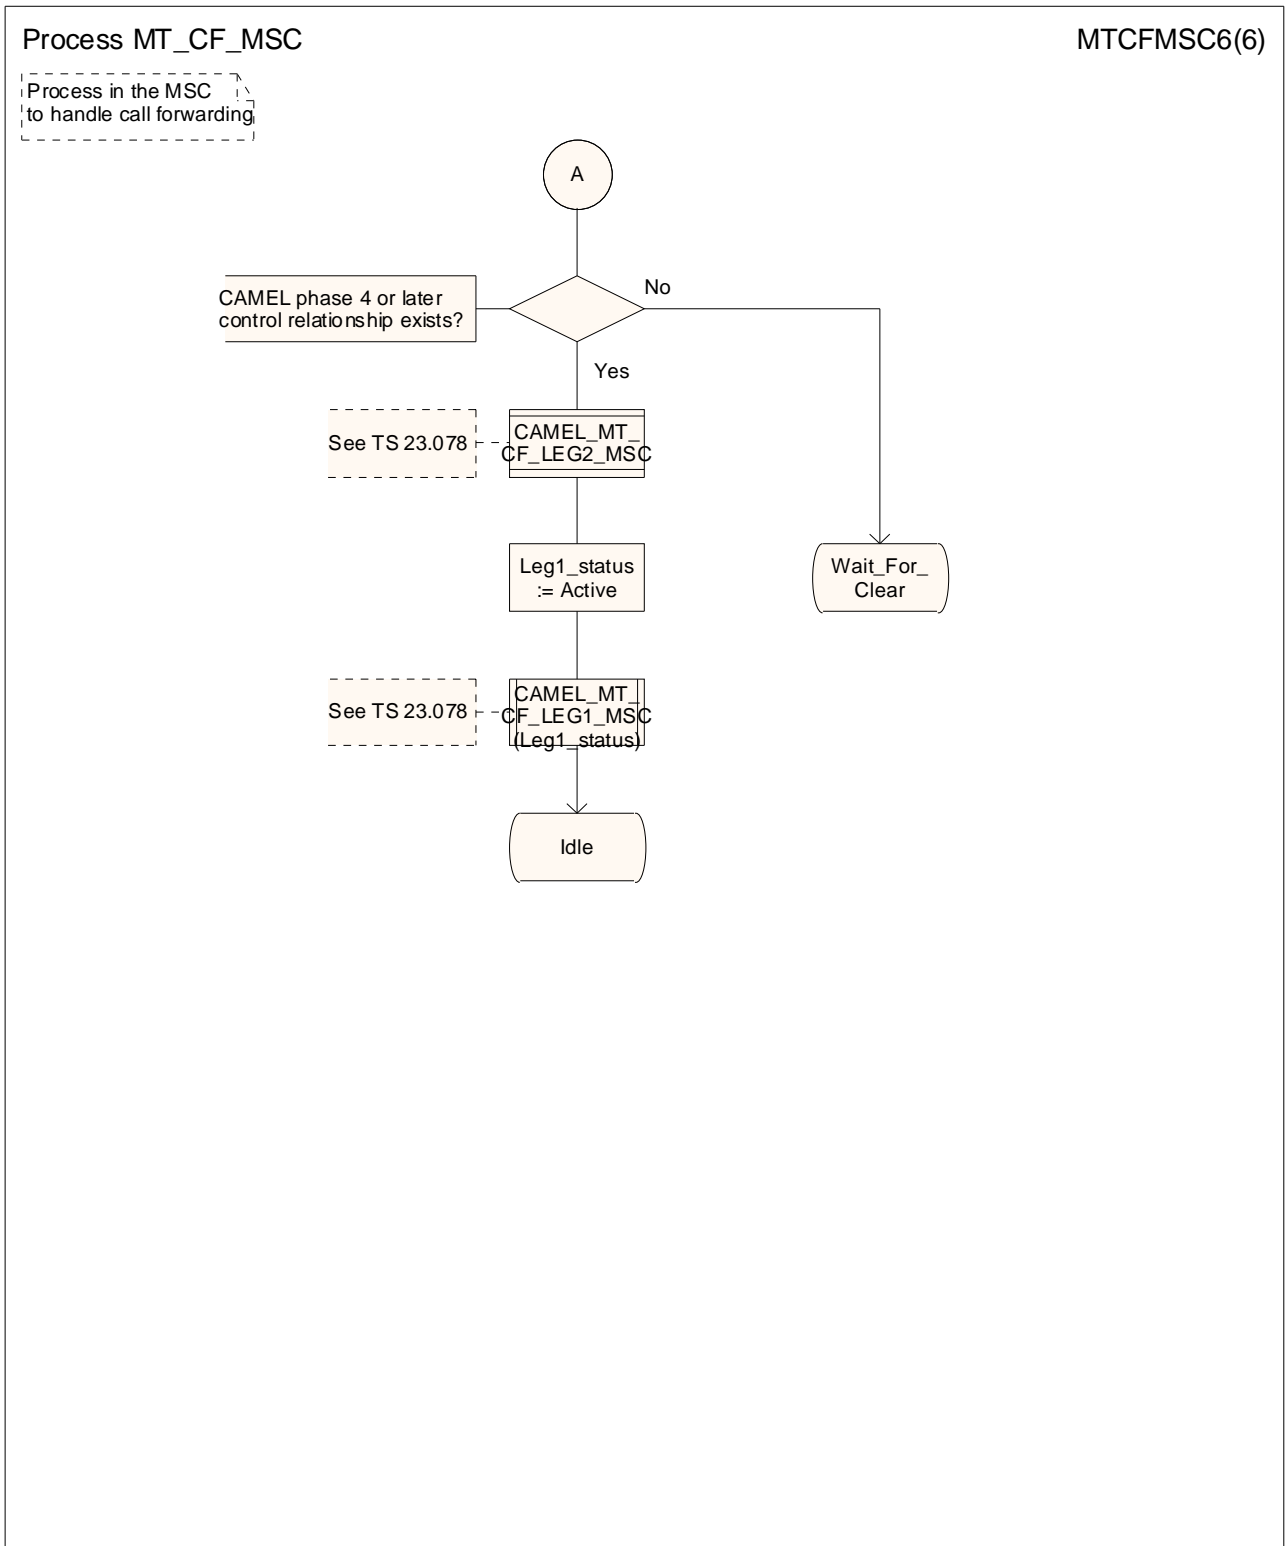 Process MT_CF_MSC
MTCFMSC6(6)
Process in the MSC
to handle call forwarding
A
CAMEL phase 4 or later
control relationship exists?
No
Yes
See TS 23.078
CAMEL_MT_
CF_LEG2_MSC
Leg1_status
:= Active
Wait_For_
Clear
See TS 23.078
CAMEL_MT_
CF_LEG1_MSC
(Leg1_status)
Idle